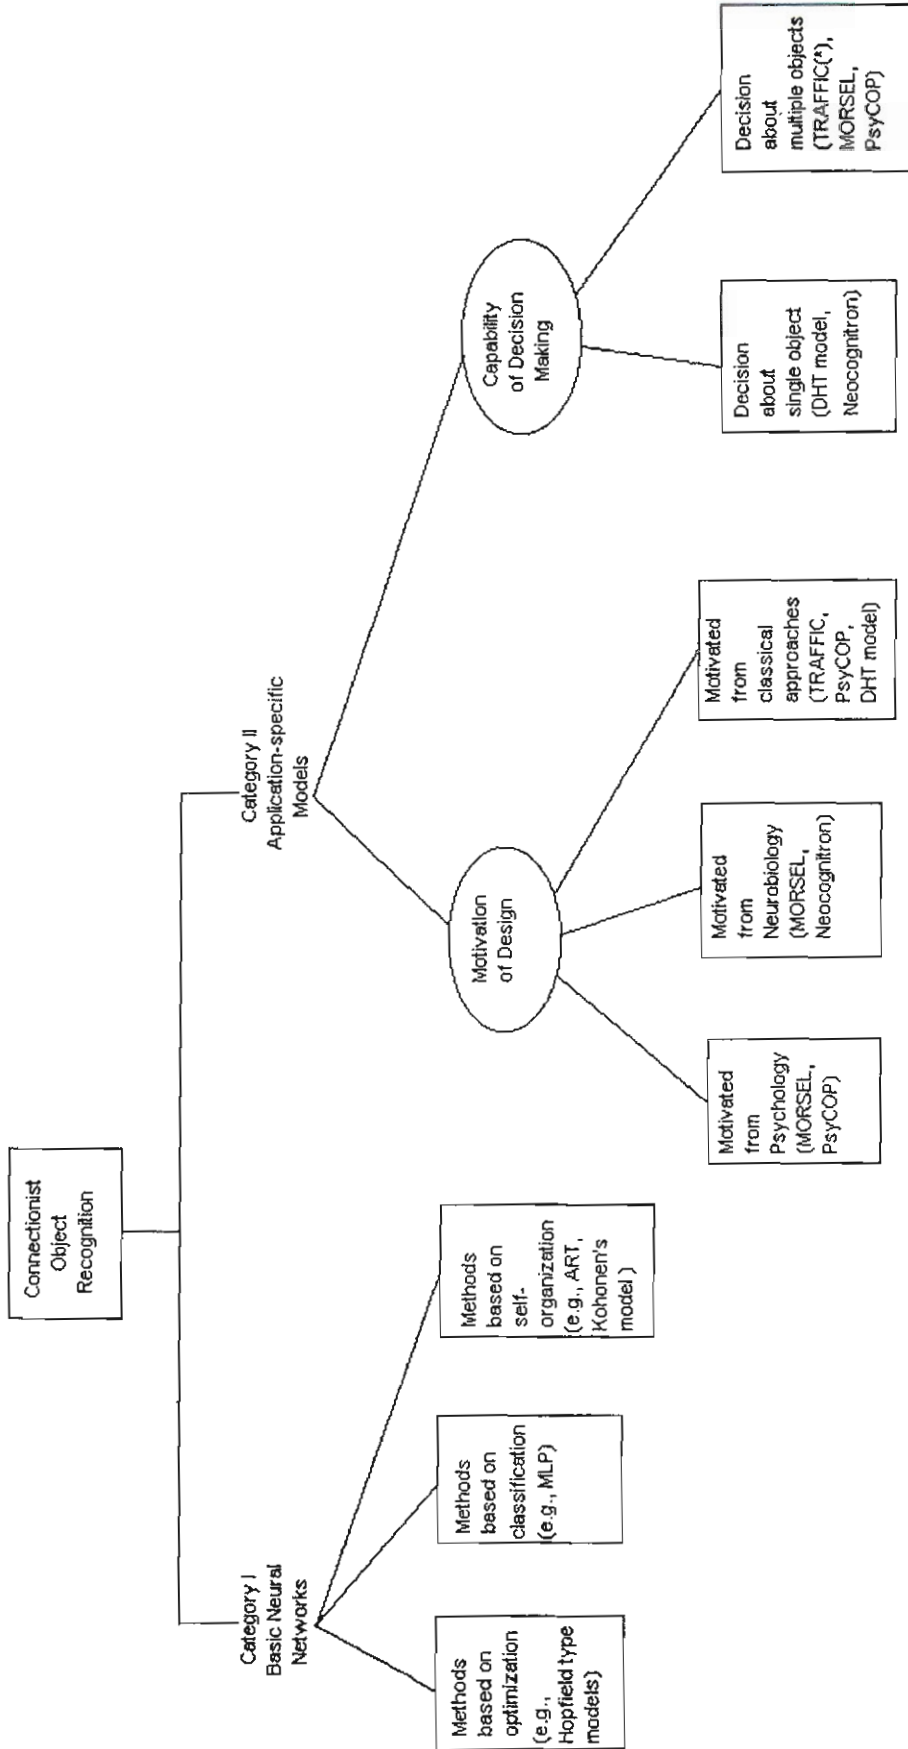 Connectionist
Object
Recognition
Category I
Basic Neural
Networks
Category II
Application-specific
Models
Methods
based on
optimization
(e.g.,
Hopfield type
models)
Methods
based on
classification
(e.g., MLP)
Methods
based on
self-
organization
(e.g., ART,
Kohonen's
model )
Motivation
of Design
Capability
of Decision
Making
Motivated
from
Psychology
(MORSEL,
PsyCOP)
Motivated
from
Neurobiology
(MORSEL,
Neocognitron)
Motivated
from
classical
approaches
(TRAFFIC,
PsyCOP,
DHT model)
Decision
about
single object
(DHT model,
Neocognitron)
Decision
about
multiple objects
(TRAFFIC(*),
MORSEL,
PsyCOP)